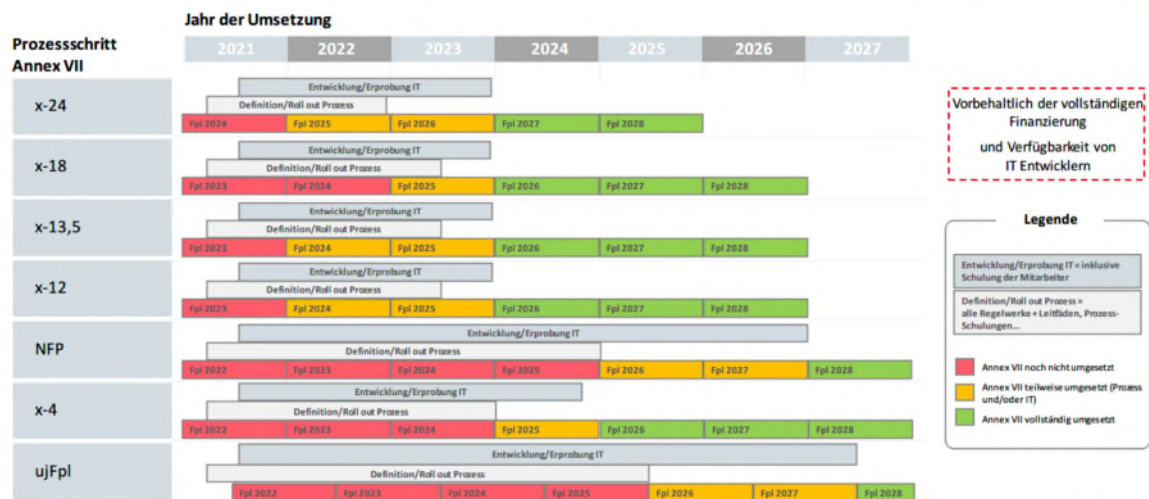 Jahr der Umsetzung
Prozessschritt
Annex VII
2021 2022 2023 2024 2025 2026 2027
x-24
Entwicklung/Erprobung IT
Definition/Roll out Prozess
Fpl 2024 Fpl 2025 Fpl 2026 Fpl 2027 Fpl 2028
x-18
Entwicklung/Erprobung IT
Definition/Roll out Prozess
Fpl 2023 Fpl 2024 Fpl 2025 Fpl 2026 Fpl 2027 Fpl 2028
x-13,5
Entwicklung/Erprobung IT
Definition/Roll out Prozess
Fpl 2023 Fpl 2024 Fpl 2025 Fpl 2026 Fpl 2027 Fpl 2028
x-12
Entwicklung/Erprobung IT
Definition/Roll out Prozess
Fpl 2023 Fpl 2024 Fpl 2025 Fpl 2026 Fpl 2027 Fpl 2028
NFP
Entwicklung/Erprobung IT
Definition/Roll out Prozess
Fpl 2022 Fpl 2023 Fpl 2024 Fpl 2025 Fpl 2026 Fpl 2027 Fpl 2028
x-4
Entwicklung/Erprobung IT
Definition/Roll out Prozess
Fpl 2022 Fpl 2023 Fpl 2024 Fpl 2025 Fpl 2026 Fpl 2027 Fpl 2028
ujFpl
Entwicklung/Erprobung IT
Definition/Roll out Prozess
Fpl 2022 Fpl 2023 Fpl 2024 Fpl 2025 Fpl 2026 Fpl 2027 Fpl 2028
Vorbehaltlich der vollständigen
Finanzierung
und Verfügbarkeit von
IT Entwicklern
Legende
Entwicklung/Erprobung IT = inklusive
Schulung der Mitarbeiter
Definition/Roll out Prozess =
alle Regelwerke + Leitfäden, Prozess-
Schulungen...
Annex VII noch nicht umgesetzt
Annex VII teilweise umgesetzt (Prozess
und/oder IT)
Annex VII vollständig umgesetzt